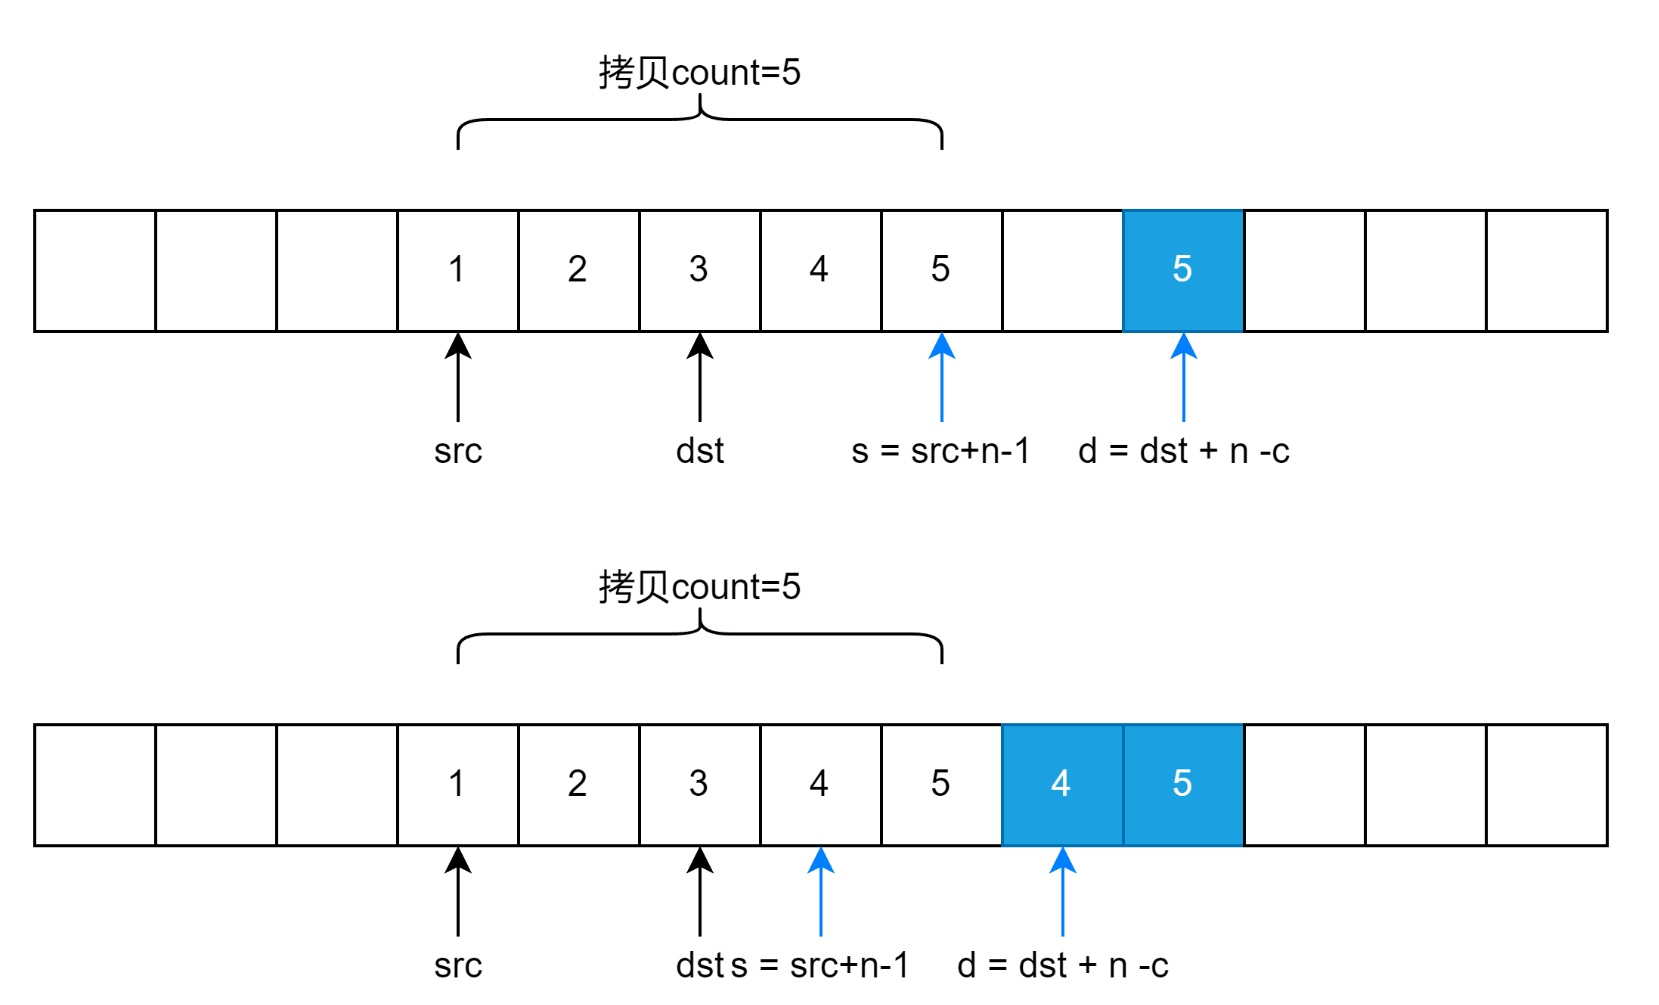 拷贝count=5
1 2 3 4 5 5
src dst s = src+n-1 d = dst + n -c
拷贝count=5
1 2 3 4 5 4 5
src dst s = src+n-1 d = dst + n -c